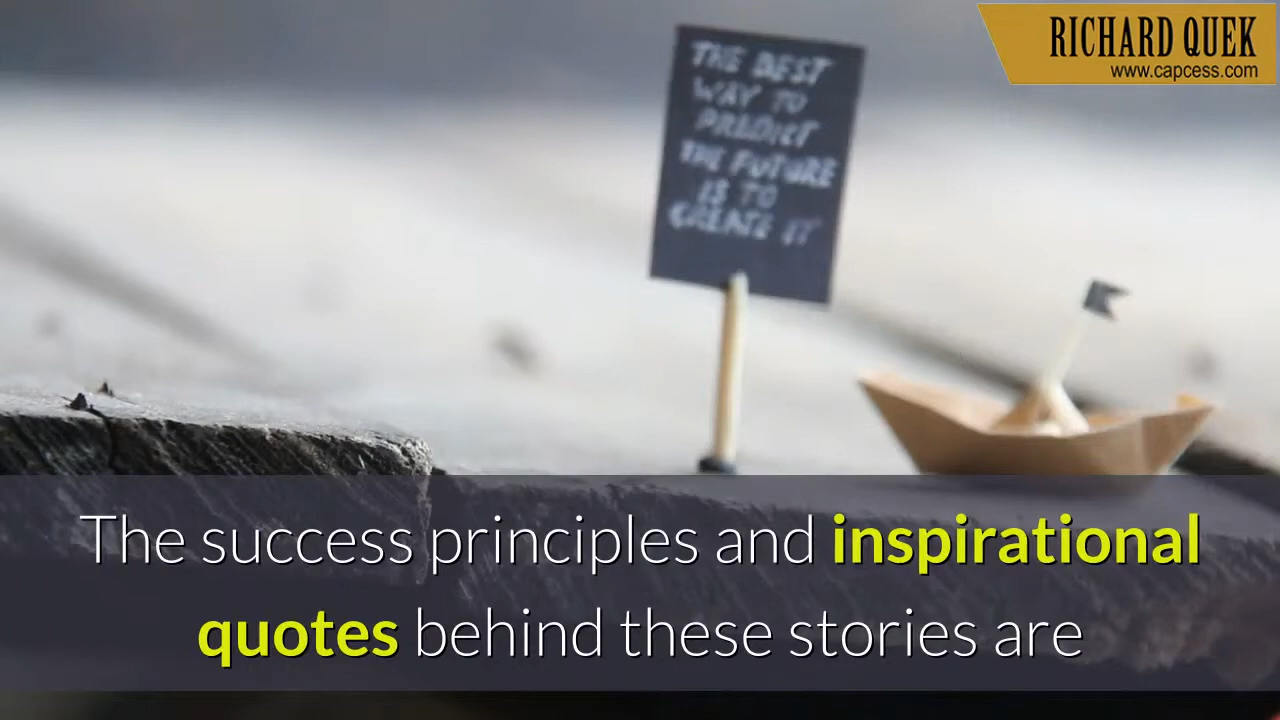 RICHARD QUEK
www.capcess.com
THE BEST
WAY TO
PREDICT
THE FUTURE
IS TO
CREATE IT
The success principles and inspirational
quotes behind these stories are